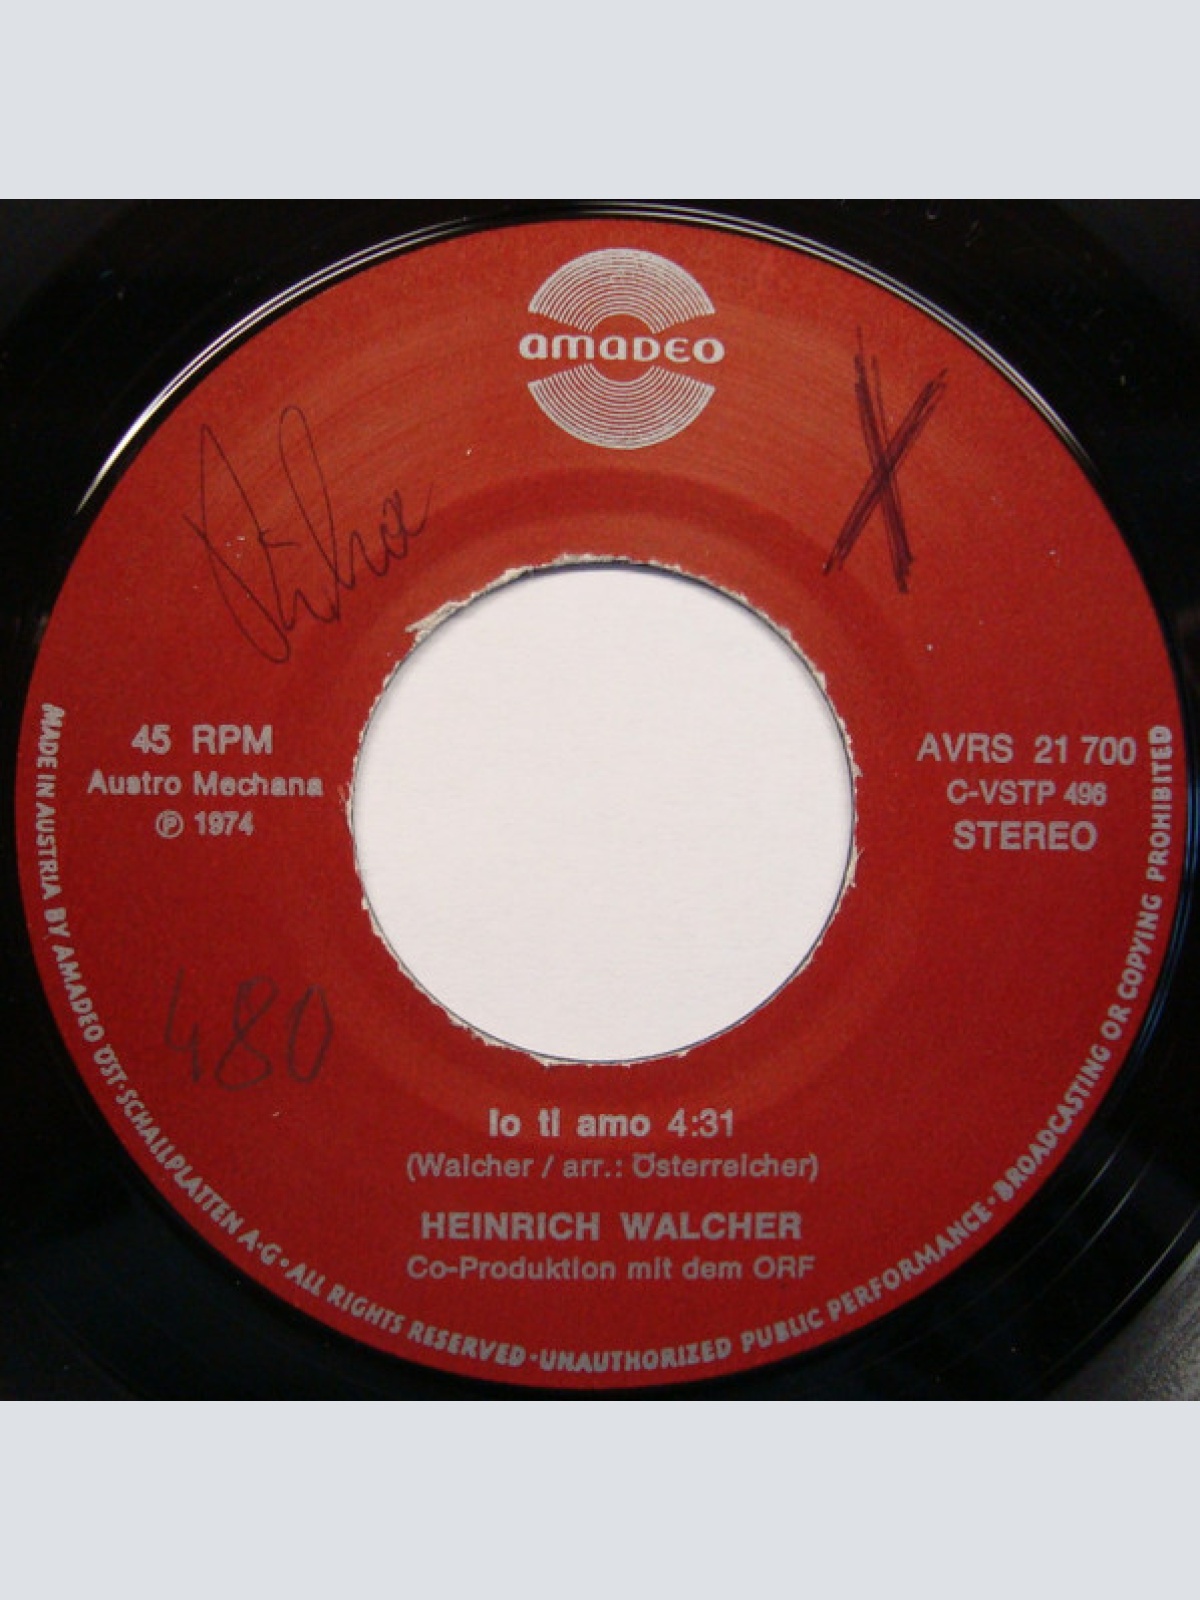 amadeo
X
45 RPM
Austro Mechana
℗ 1974
AVRS 21 700
C-VSTP 496
STEREO
480
Io ti amo 4:31
(Walcher / arr.: Österreicher)
HEINRICH WALCHER
Co-Produktion mit dem ORF
MADE IN AUSTRIA BY AMADEO ÖST·SCHALLPLATTEN A·G·ALL RIGHTS RESERVED·UNAUTHORIZED PUBLIC PERFORMANCE·BROADCASTING OR COPYING PROHIBITED